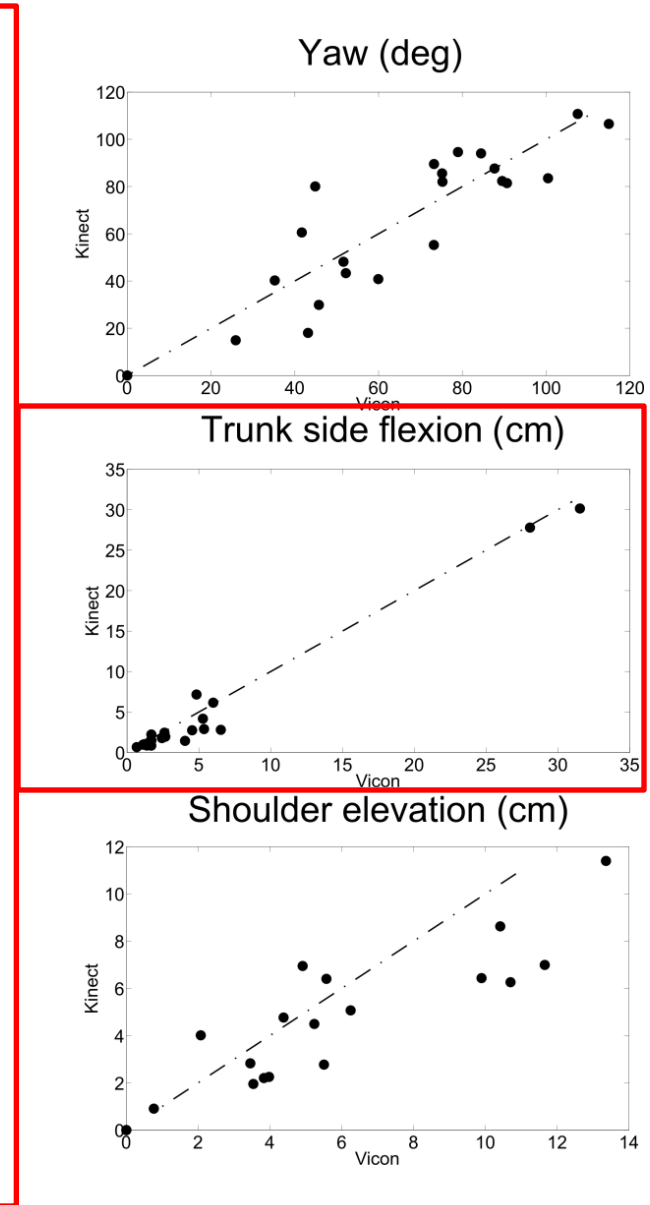 Yaw (deg)
120
100
80
60
40
20
0
Kinect
0 20 40 60 80 100 120
Vicon
Trunk side flexion (cm)
35
30
25
20
15
10
5
0
Kinect
0 5 10 15 20 25 30 35
Vicon
Shoulder elevation (cm)
12
10
8
6
4
2
0
Kinect
0 2 4 6 8 10 12 14
Vicon